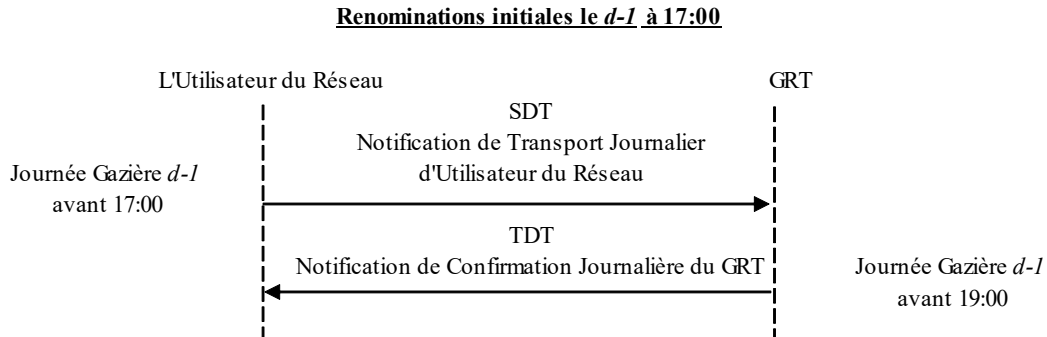 Renominations initiales le d-1 à 17:00
L'Utilisateur du Réseau
GRT
SDT
Notification de Transport Journalier
d'Utilisateur du Réseau
Journée Gazière d-1
avant 17:00
TDT
Notification de Confirmation Journalière du GRT
Journée Gazière d-1
avant 19:00